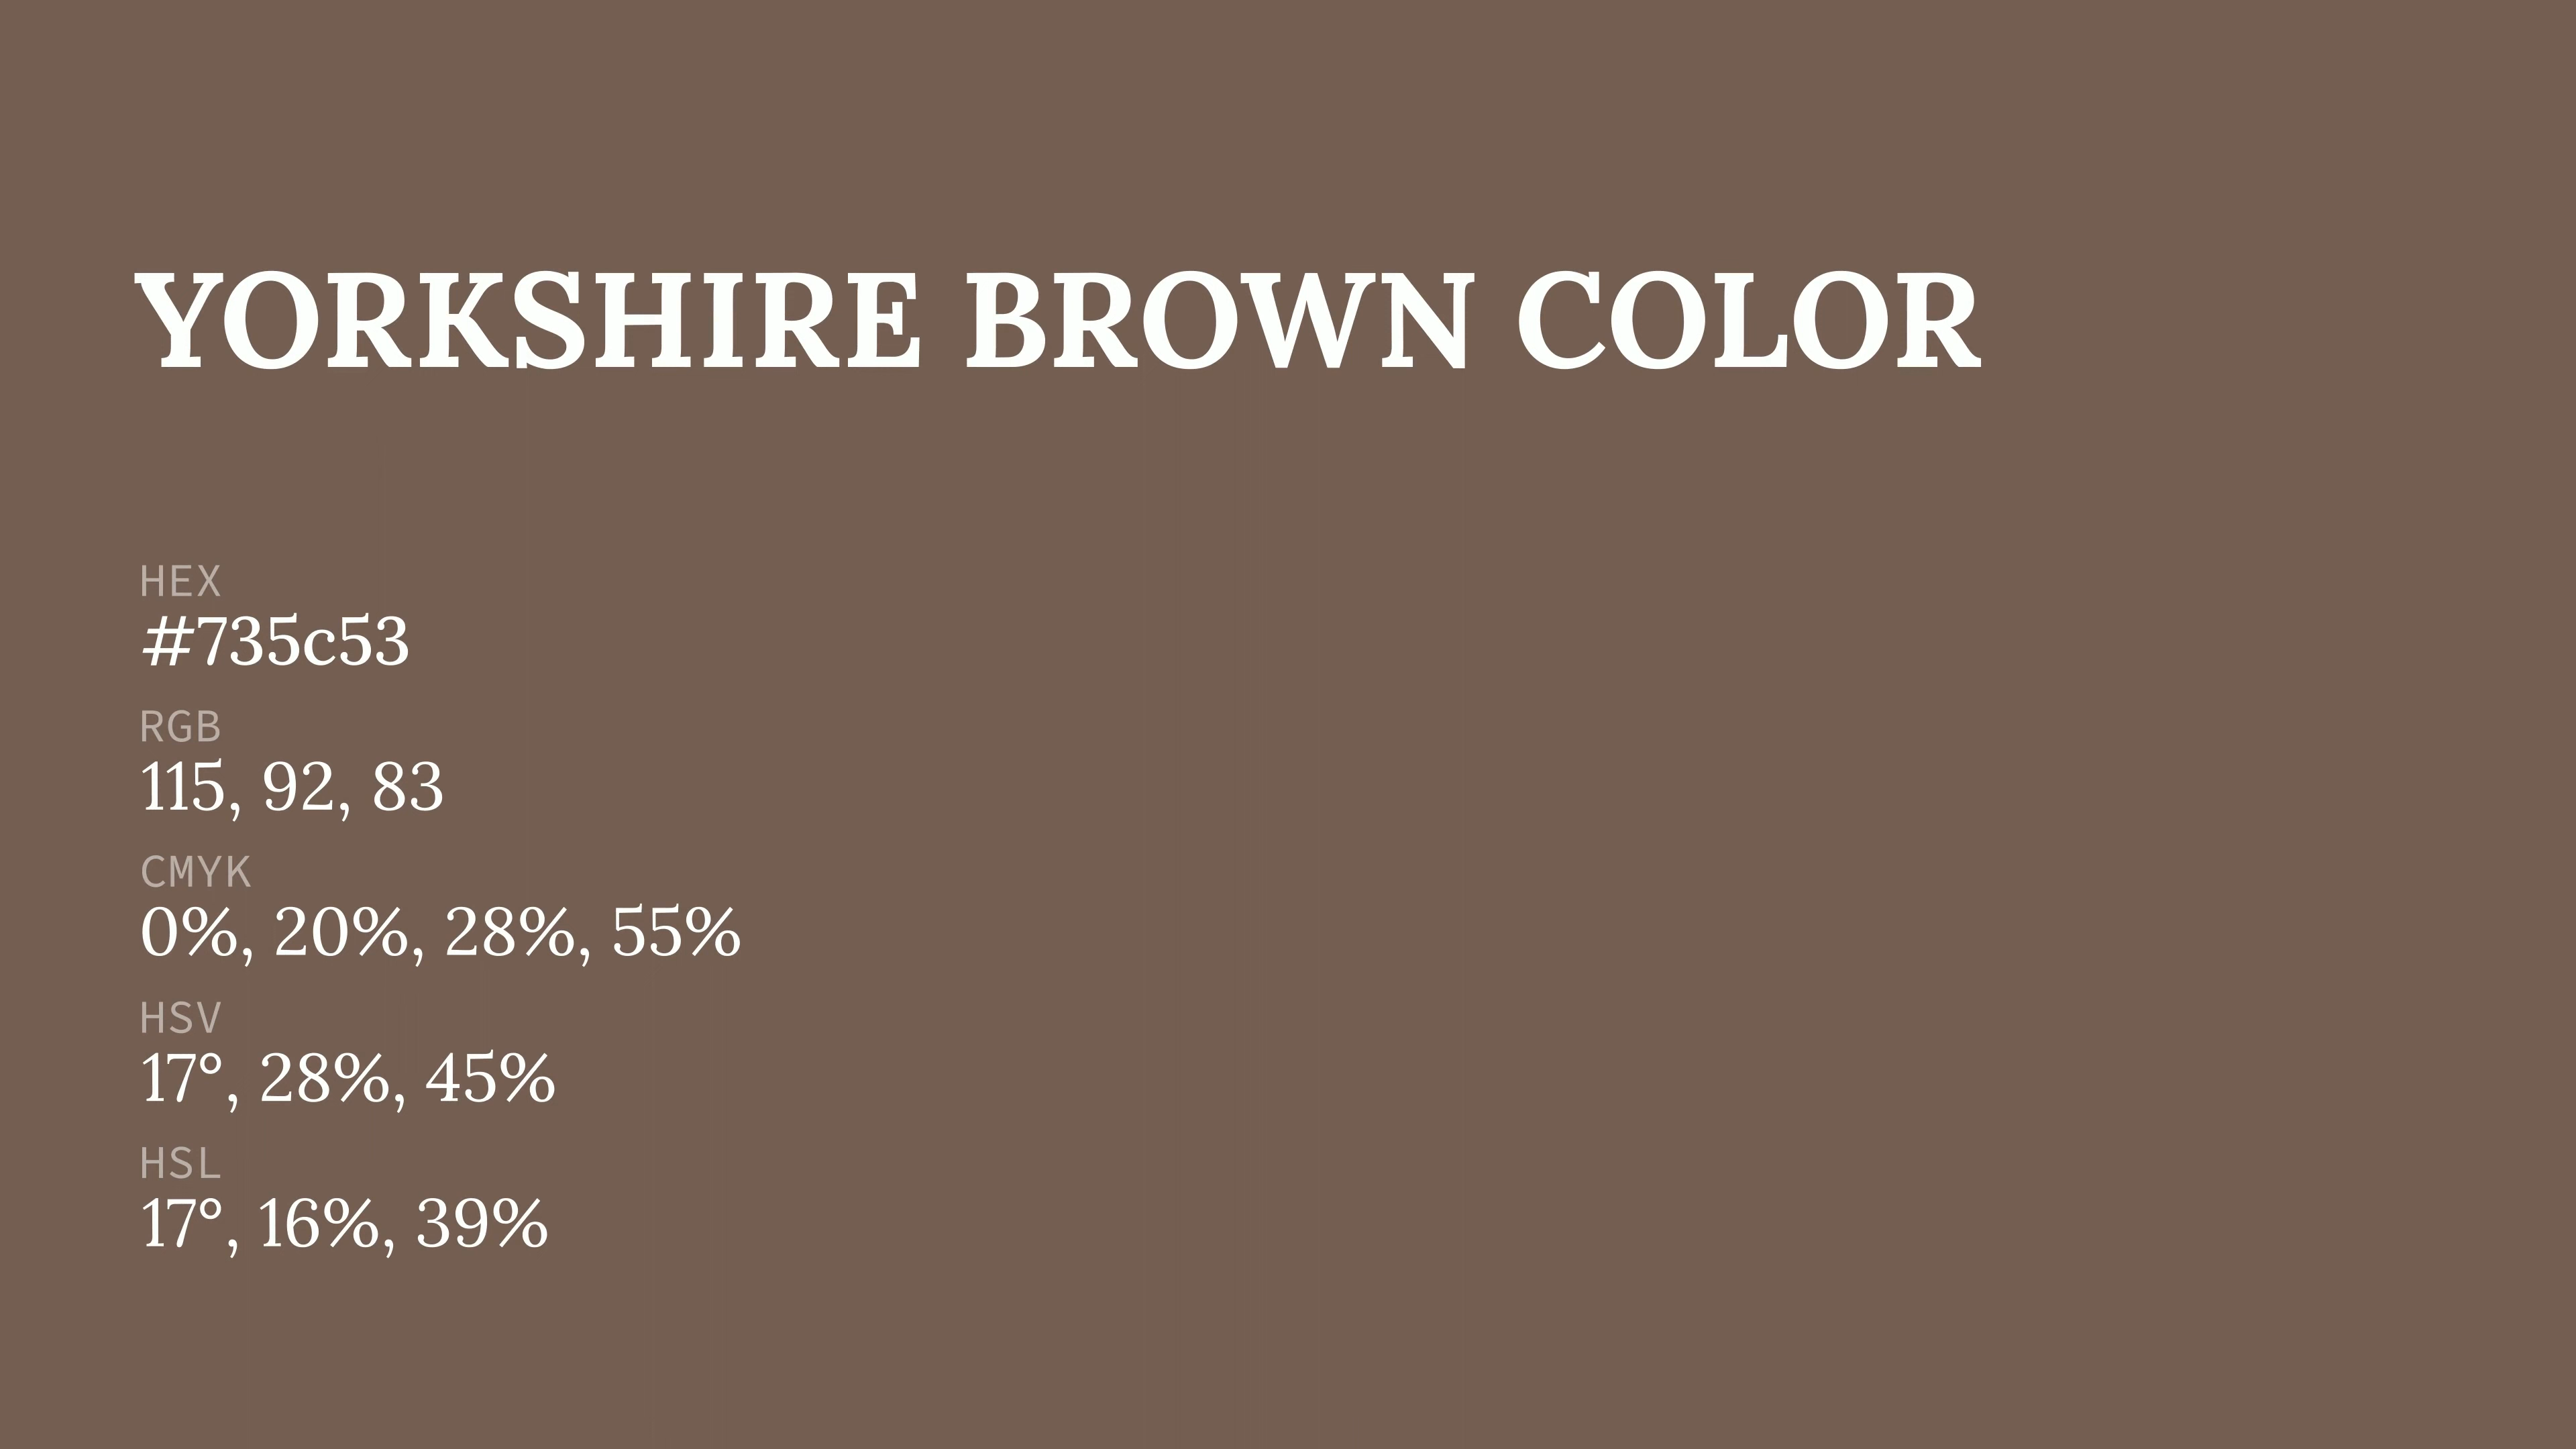 YORKSHIRE BROWN COLOR
HEX
#735c53
RGB
115, 92, 83
CMYK
0%, 20%, 28%, 55%
HSV
17°, 28%, 45%
HSL
17°, 16%, 39%